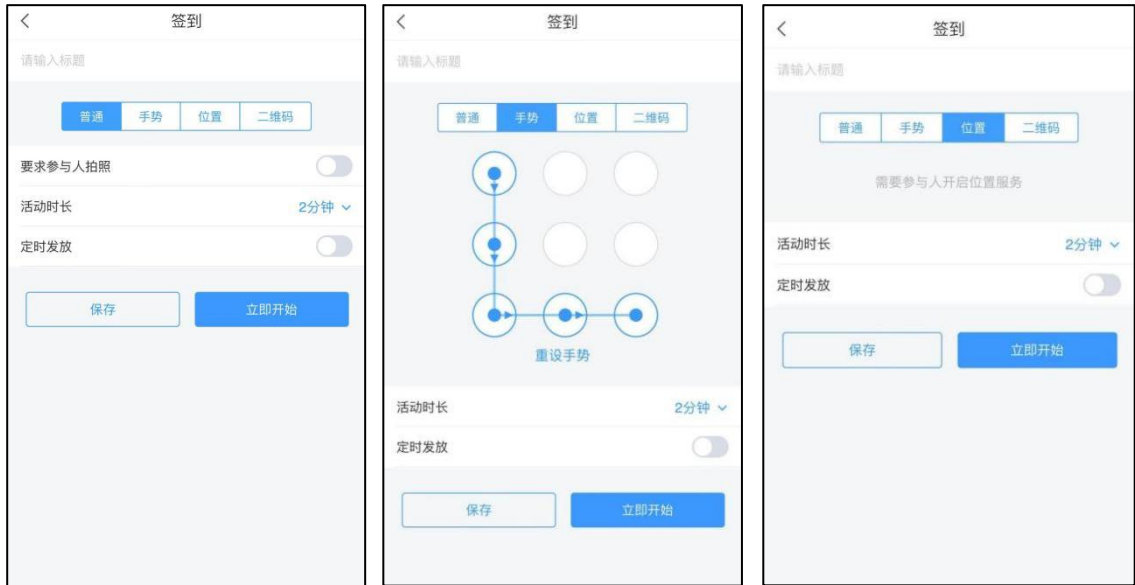 签到
请输入标题
普通 手势 位置 二维码
要求参与人拍照
活动时长 2分钟
定时发放
保存 立即开始
签到
请输入标题
普通 手势 位置 二维码
重设手势
活动时长 2分钟
定时发放
保存 立即开始
签到
请输入标题
普通 手势 位置 二维码
需要参与人开启位置服务
活动时长 2分钟
定时发放
保存 立即开始